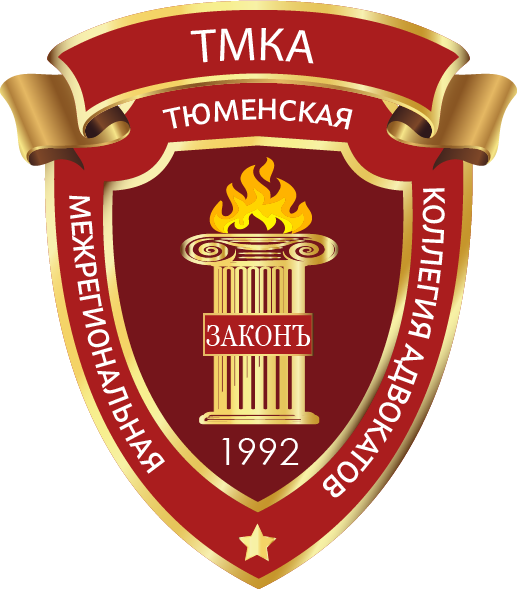 ТМКА
ТЮМЕНСКАЯ
МЕЖРЕГИОНАЛЬНАЯ
КОЛЛЕГИЯ АДВОКАТОВ
ЗАКОНЪ
1992